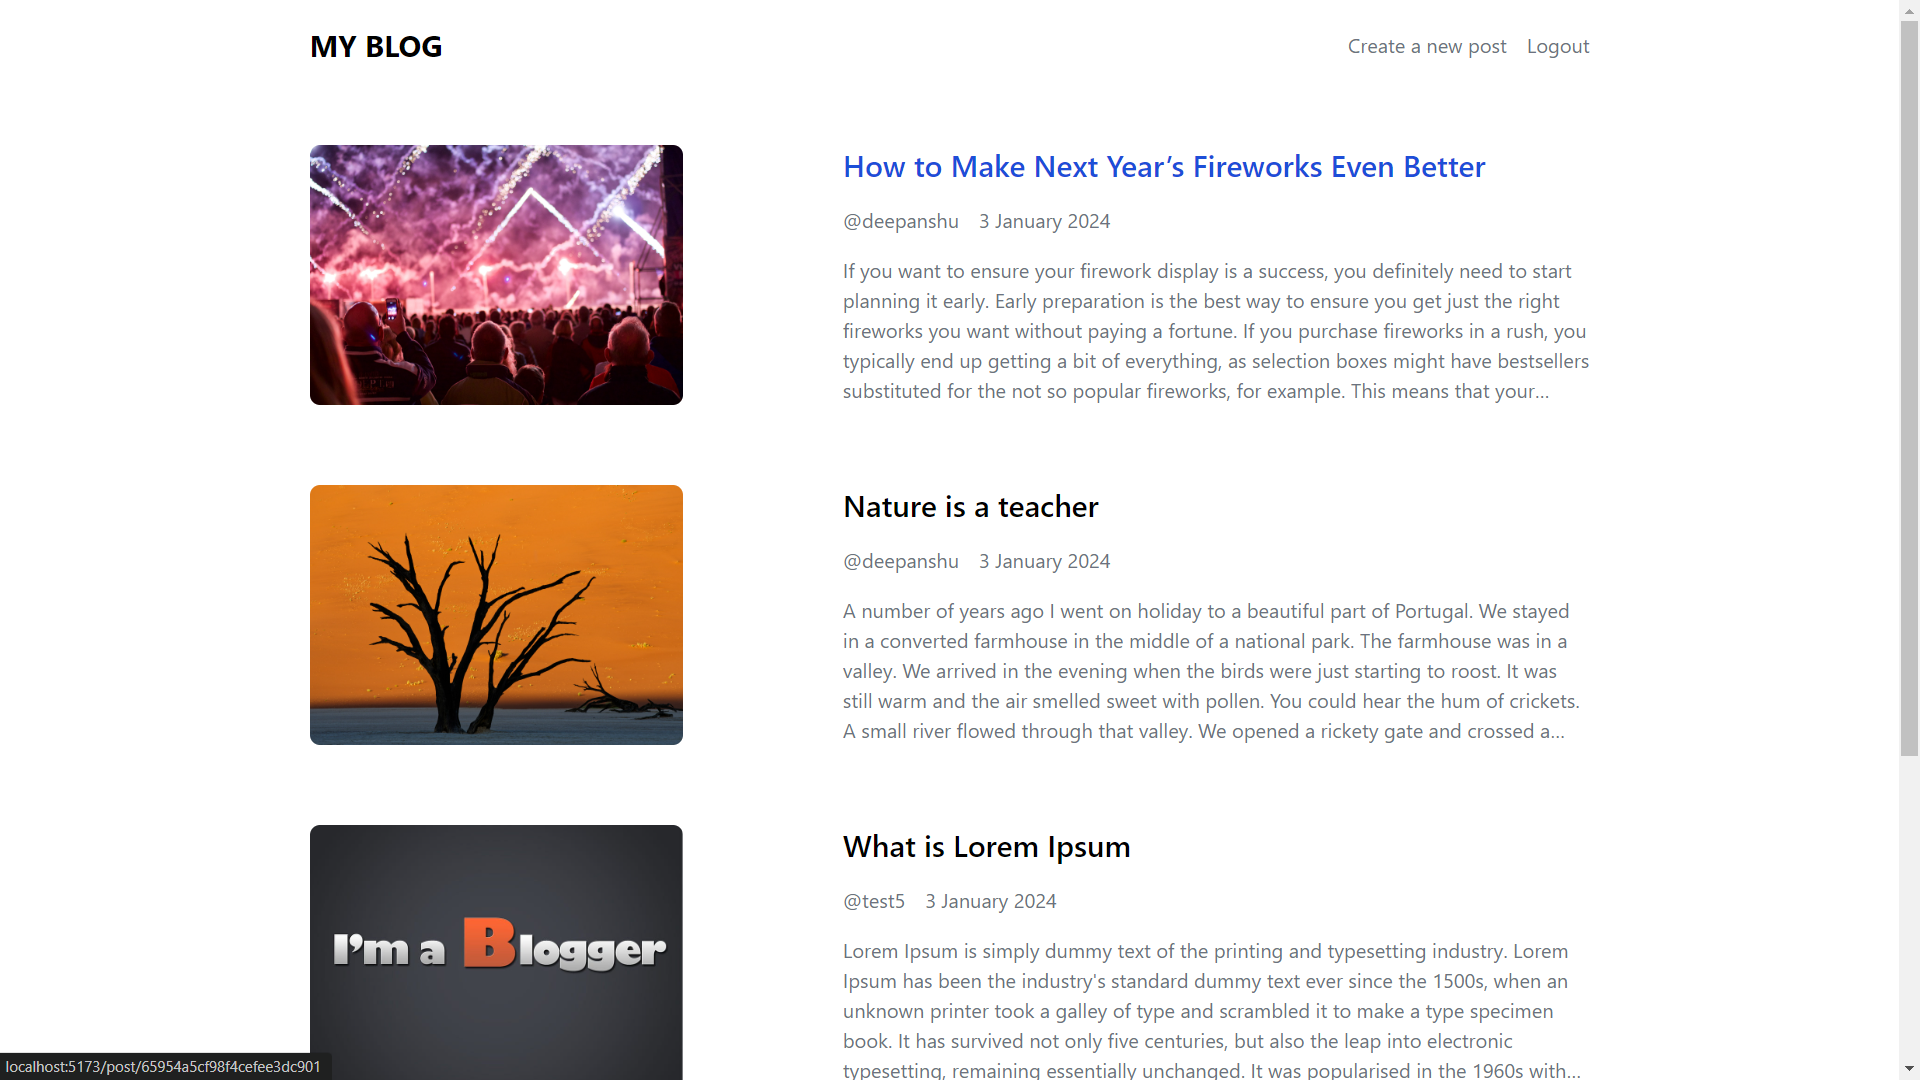 MY BLOG
Create a new post Logout
How to Make Next Year’s Fireworks Even Better
@deepanshu 3 January 2024
If you want to ensure your firework display is a success, you definitely need to start
planning it early. Early preparation is the best way to ensure you get just the right
fireworks you want without paying a fortune. If you purchase fireworks in a rush, you
typically end up getting a bit of everything, as selection boxes might have bestsellers
substituted for the not so popular fireworks, for example. This means that your...
Nature is a teacher
@deepanshu 3 January 2024
A number of years ago I went on holiday to a beautiful part of Portugal. We stayed
in a converted farmhouse in the middle of a national park. The farmhouse was in a
valley. We arrived in the evening when the birds were just starting to roost. It was
still warm and the air smelled sweet with pollen. You could hear the hum of crickets.
A small river flowed through that valley. We opened a rickety gate and crossed a...
I'm a Blogger
What is Lorem Ipsum
@test5 3 January 2024
Lorem Ipsum is simply dummy text of the printing and typesetting industry. Lorem
Ipsum has been the industry's standard dummy text ever since the 1500s, when an
unknown printer took a galley of type and scrambled it to make a type specimen
book. It has survived not only five centuries, but also the leap into electronic
typesetting, remaining essentially unchanged. It was popularised in the 1960s with...
localhost:5173/post/65954a5cf98f4cefee3dc901